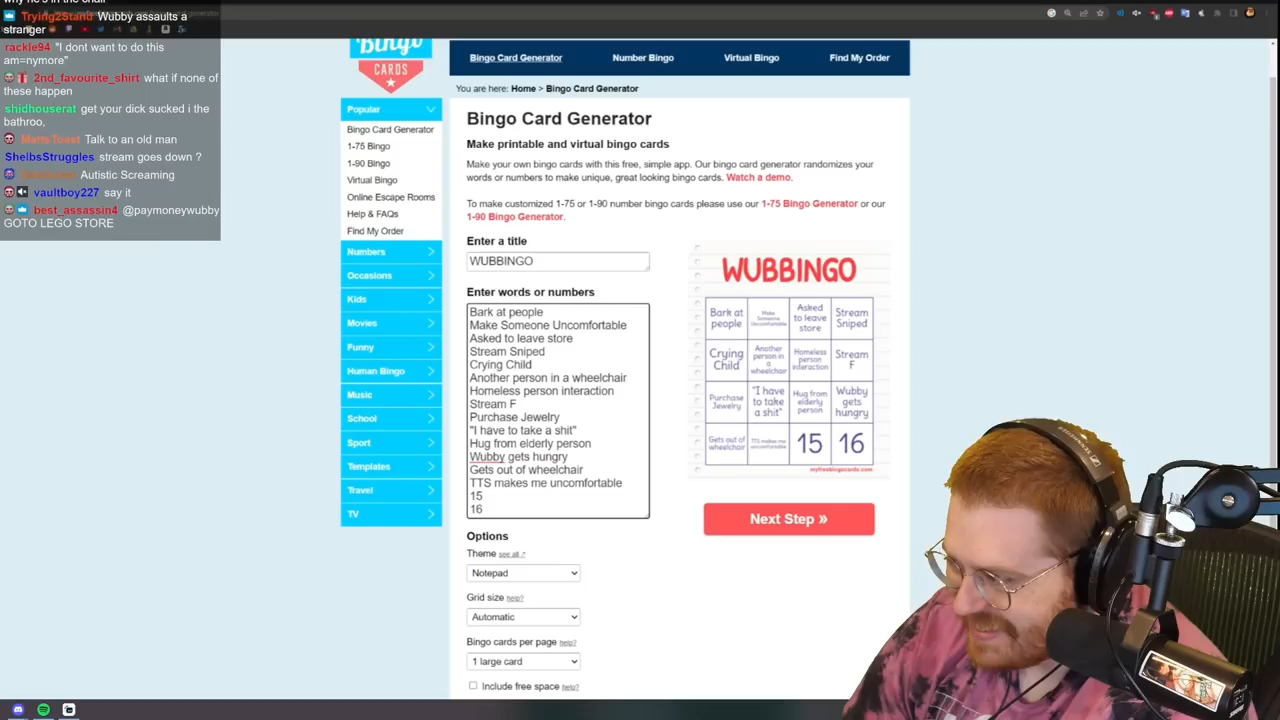 why he's in the chair
Trying2Stand Wubby assaults a
stranger
rackle94 "I dont want to do this
am=nymore"
2nd_favourite_shirt what if none of
these happen
shidhouserat get your dick sucked i the
bathroo,
MattsToast Talk to an old man
ShelbsStruggles stream goes down ?
Autistic Screaming
vaultboy227 say it
best_assassin4 @paymoneywubby
GOTO LEGO STORE
Bingo
CARDS
Bingo Card Generator
Number Bingo
Virtual Bingo
Find My Order
You are here: Home > Bingo Card Generator
Popular
Bingo Card Generator
1-75 Bingo
1-90 Bingo
Virtual Bingo
Online Escape Rooms
Help & FAQs
Find My Order
Numbers
Occasions
Kids
Movies
Funny
Human Bingo
Music
School
Sport
Templates
Travel
TV
Bingo Card Generator
Make printable and virtual bingo cards
Make your own bingo cards with this free, simple app. Our bingo card generator randomizes your
words or numbers to make unique, great looking bingo cards. Watch a demo.
To make customized 1-75 or 1-90 number bingo cards please use our 1-75 Bingo Generator or our
1-90 Bingo Generator.
Enter a title
WUBBINGO
Enter words or numbers
Bark at people
Make Someone Uncomfortable
Asked to leave store
Stream Sniped
Crying Child
Another person in a wheelchair
Homeless person interaction
Stream F
Purchase Jewelry
"I have to take a shit"
Hug from elderly person
Wubby gets hungry
Gets out of wheelchair
TTS makes me uncomfortable
15
16
Options
Theme see all
Notepad
Grid size help?
Automatic
Bingo cards per page help?
1 large card
Include free space help?
WUBBINGO
Bark at
people
Make
Someone
Uncomfortable
Asked
to leave
store
Stream
Sniped
Crying
Child
Another
person in
a
wheelchair
Homeless
person
interaction
Stream
F
Purchase
Jewelry
"I have
to take
a shit"
Hug from
elderly
person
Wubby
gets
hungry
Gets out of
wheelchair
TTS makes me
uncomfortable
15
16
myfreebingocards.com
Next Step »